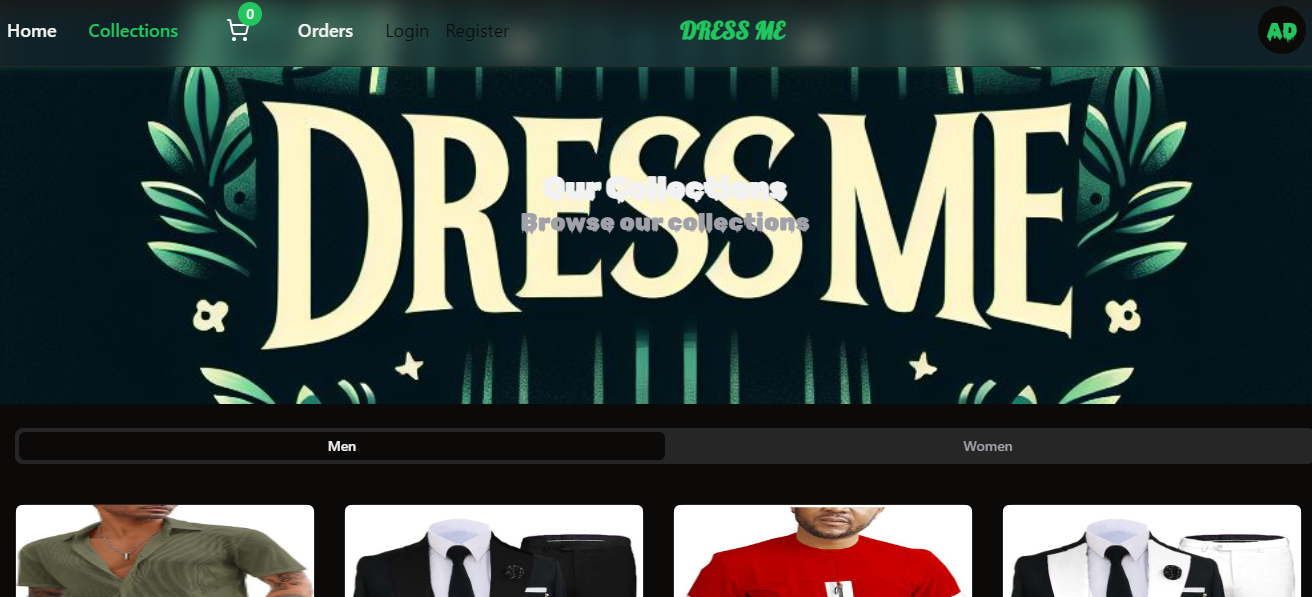 Home Collections 0 Orders Login Register DRESS ME AD
DRESS ME
Our Collections
Browse our collections
Men Women